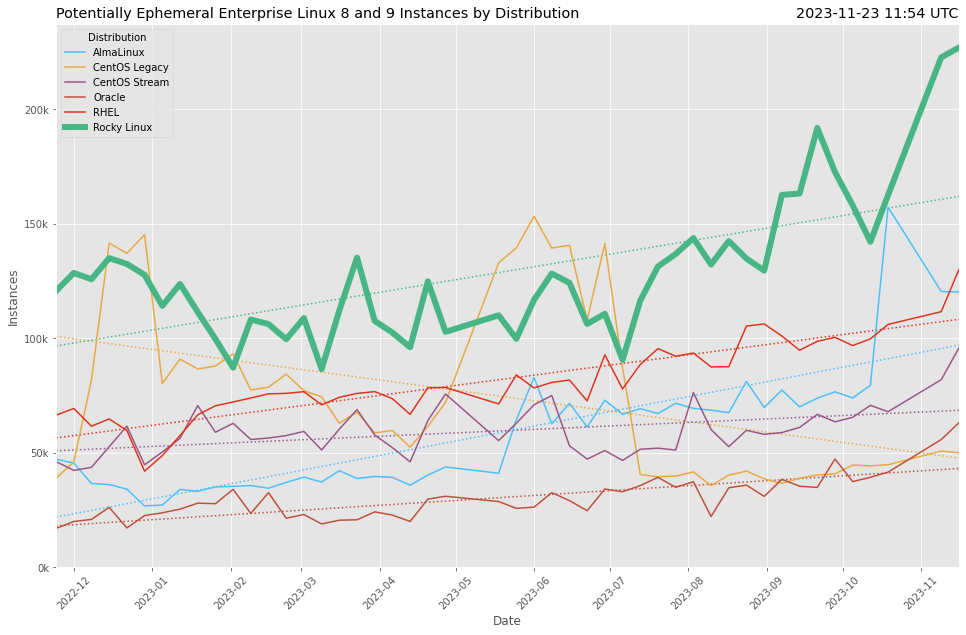 Potentially Ephemeral Enterprise Linux 8 and 9 Instances by Distribution
2023-11-23 11:54 UTC
Distribution
AlmaLinux
CentOS Legacy
CentOS Stream
Oracle
RHEL
Rocky Linux
200k
150k
100k
50k
0k
Instances
2022-12
2023-01
2023-02
2023-03
2023-04
2023-05
2023-06
2023-07
2023-08
2023-09
2023-10
2023-11
Date